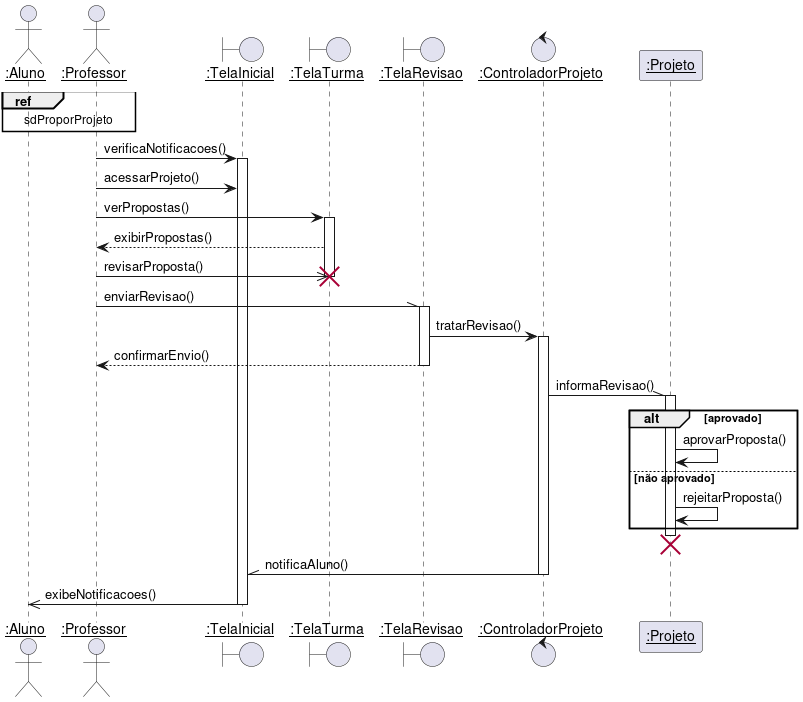 :Aluno :Professor :TelaInicial :TelaTurma :TelaRevisao :ControladorProjeto :Projeto
ref
sdProporProjeto
verificaNotificacoes()
acessarProjeto()
verPropostas()
exibirPropostas()
revisarProposta()
enviarRevisao()
tratarRevisao()
confirmarEnvio()
informaRevisao()
alt [aprovado]
aprovarProposta()
[não aprovado]
rejeitarProposta()
notificaAluno()
exibeNotificacoes()
:Aluno :Professor :TelaInicial :TelaTurma :TelaRevisao :ControladorProjeto :Projeto